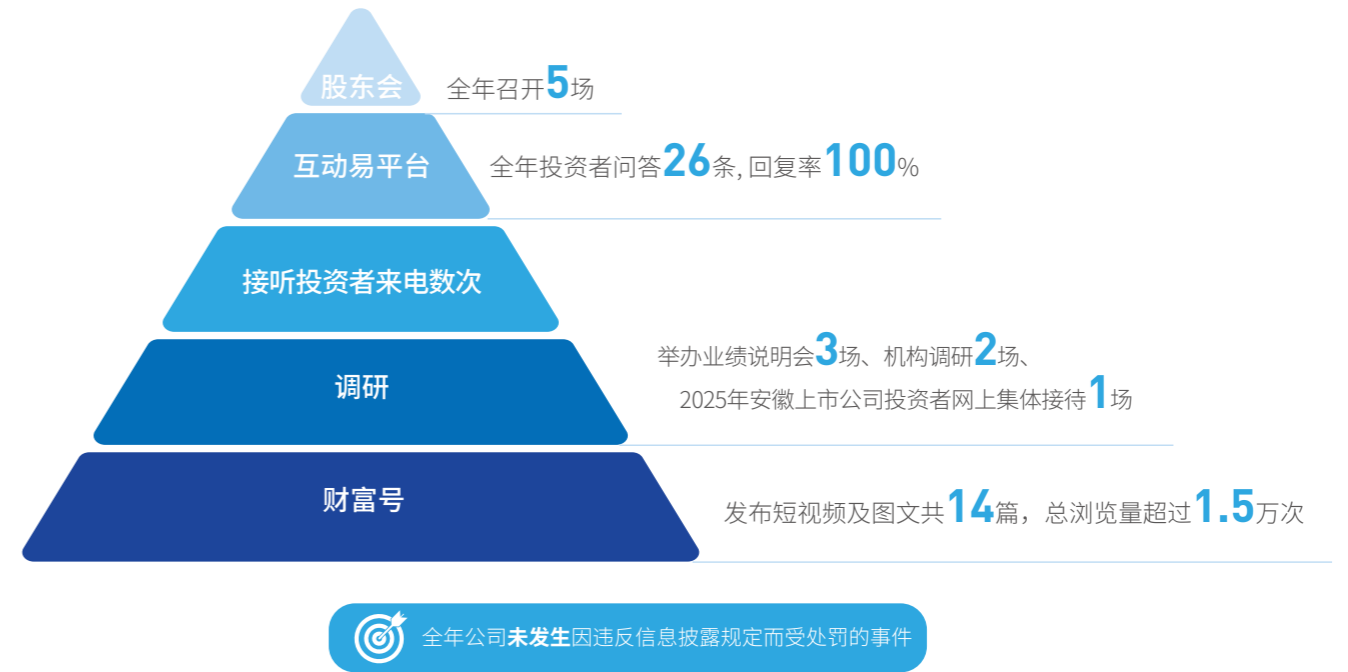 股东会
全年召开5场
互动易平台
全年投资者问答26条, 回复率100%
接听投资者来电数次
举办业绩说明会3场、机构调研2场、
调研
2025年安徽上市公司投资者网上集体接待1场
财富号
发布短视频及图文共14篇，总浏览量超过1.5万次
全年公司未发生因违反信息披露规定而受处罚的事件